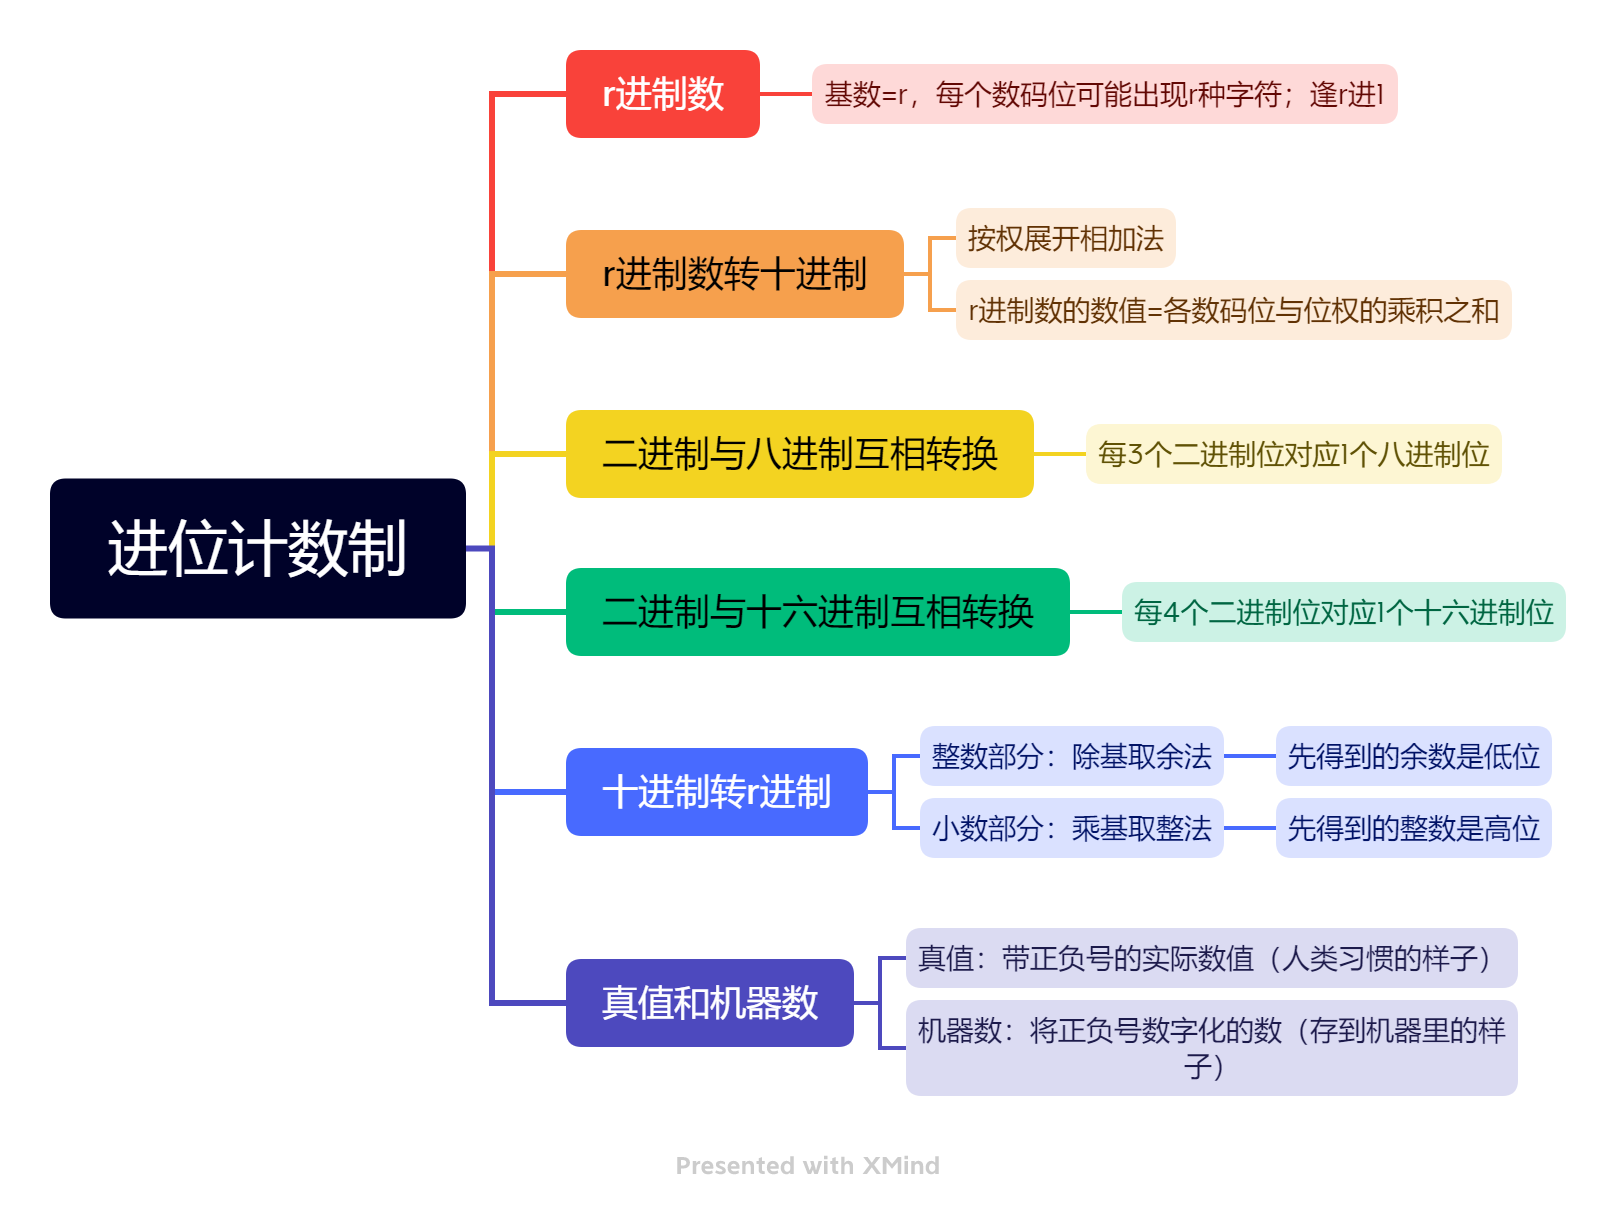 进位计数制
r进制数
基数=r，每个数码位可能出现r种字符；逢r进1
r进制数转十进制
按权展开相加法
r进制数的数值=各数码位与位权的乘积之和
二进制与八进制互相转换
每3个二进制位对应1个八进制位
二进制与十六进制互相转换
每4个二进制位对应1个十六进制位
十进制转r进制
整数部分：除基取余法
先得到的余数是低位
小数部分：乘基取整法
先得到的整数是高位
真值和机器数
真值：带正负号的实际数值（人类习惯的样子）
机器数：将正负号数字化的数（存到机器里的样
子）
Presented with XMind